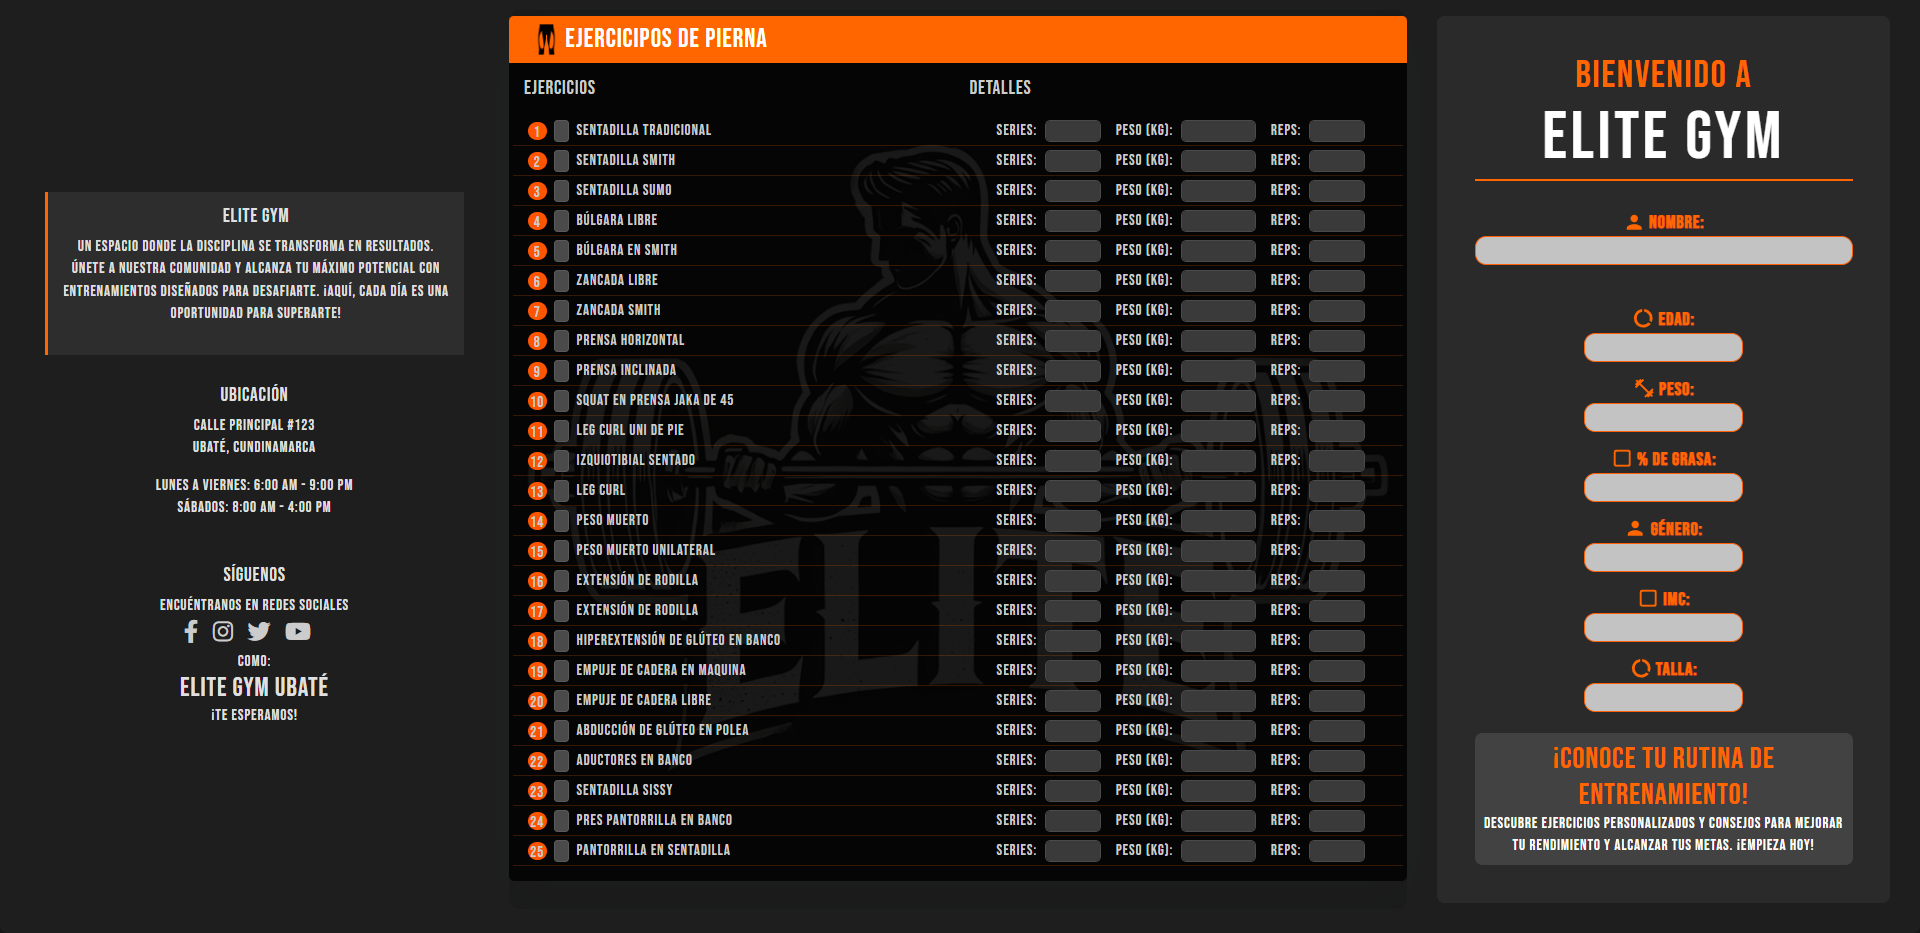 ELITE GYM
UN ESPACIO DONDE LA DISCIPLINA SE TRANSFORMA EN RESULTADOS.
ÚNETE A NUESTRA COMUNIDAD Y ALCANZA TU MÁXIMO POTENCIAL CON
ENTRENAMIENTOS DISEÑADOS PARA DESAFIARTE. ¡AQUÍ, CADA DÍA ES UNA
OPORTUNIDAD PARA SUPERARTE!
UBICACIÓN
CALLE PRINCIPAL #123
UBATÉ, CUNDINAMARCA
LUNES A VIERNES: 6:00 AM - 9:00 PM
SÁBADOS: 8:00 AM - 4:00 PM
SÍGUENOS
ENCUÉNTRANOS EN REDES SOCIALES
COMO:
ELITE GYM UBATÉ
¡TE ESPERAMOS!
EJERCICIPOS DE PIERNA
EJERCICIOS DETALLES
1 SENTADILLA TRADICIONAL SERIES: PESO (KG): REPS:
2 SENTADILLA SMITH SERIES: PESO (KG): REPS:
3 SENTADILLA SUMO SERIES: PESO (KG): REPS:
4 BÚLGARA LIBRE SERIES: PESO (KG): REPS:
5 BÚLGARA EN SMITH SERIES: PESO (KG): REPS:
6 ZANCADA LIBRE SERIES: PESO (KG): REPS:
7 ZANCADA SMITH SERIES: PESO (KG): REPS:
8 PRENSA HORIZONTAL SERIES: PESO (KG): REPS:
9 PRENSA INCLINADA SERIES: PESO (KG): REPS:
10 SQUAT EN PRENSA JAKA DE 45 SERIES: PESO (KG): REPS:
11 LEG CURL UNI DE PIE SERIES: PESO (KG): REPS:
12 IZQUIOTIBIAL SENTADO SERIES: PESO (KG): REPS:
13 LEG CURL SERIES: PESO (KG): REPS:
14 PESO MUERTO SERIES: PESO (KG): REPS:
15 PESO MUERTO UNILATERAL SERIES: PESO (KG): REPS:
16 EXTENSIÓN DE RODILLA SERIES: PESO (KG): REPS:
17 EXTENSIÓN DE RODILLA SERIES: PESO (KG): REPS:
18 HIPEREXTENSIÓN DE GLÚTEO EN BANCO SERIES: PESO (KG): REPS:
19 EMPUJE DE CADERA EN MAQUINA SERIES: PESO (KG): REPS:
20 EMPUJE DE CADERA LIBRE SERIES: PESO (KG): REPS:
21 ABDUCCIÓN DE GLÚTEO EN POLEA SERIES: PESO (KG): REPS:
22 ADUCTORES EN BANCO SERIES: PESO (KG): REPS:
23 SENTADILLA SISSY SERIES: PESO (KG): REPS:
24 PRES PANTORRILLA EN BANCO SERIES: PESO (KG): REPS:
25 PANTORRILLA EN SENTADILLA SERIES: PESO (KG): REPS:
ELITE
BIENVENIDO A
ELITE GYM
NOMBRE:
EDAD:
PESO:
% DE GRASA:
GÉNERO:
IMC:
TALLA:
¡CONOCE TU RUTINA DE
ENTRENAMIENTO!
DESCUBRE EJERCICIOS PERSONALIZADOS Y CONSEJOS PARA MEJORAR
TU RENDIMIENTO Y ALCANZAR TUS METAS. ¡EMPIEZA HOY!